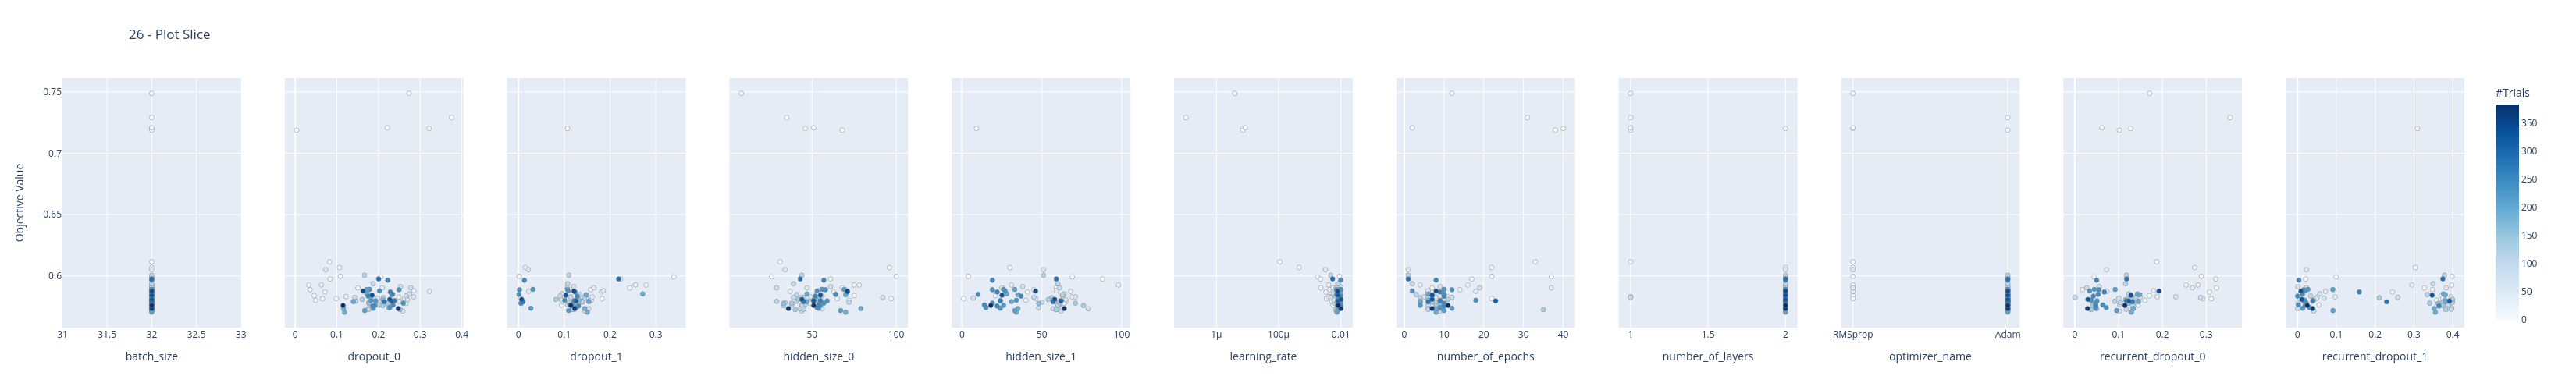 26 - Plot Slice
#Trials
Objective Value
0.75
0.7
0.65
0.6
350
300
250
200
150
100
50
0
31 31.5 32 32.5 33
0 0.1 0.2 0.3 0.4
0 0.1 0.2 0.3
50 100
0 50 100
1μ 100μ 0.01
0 10 20 30 40
1 1.5 2
RMSprop Adam
0 0.1 0.2 0.3
0 0.1 0.2 0.3 0.4
batch_size
dropout_0
dropout_1
hidden_size_0
hidden_size_1
learning_rate
number_of_epochs
number_of_layers
optimizer_name
recurrent_dropout_0
recurrent_dropout_1